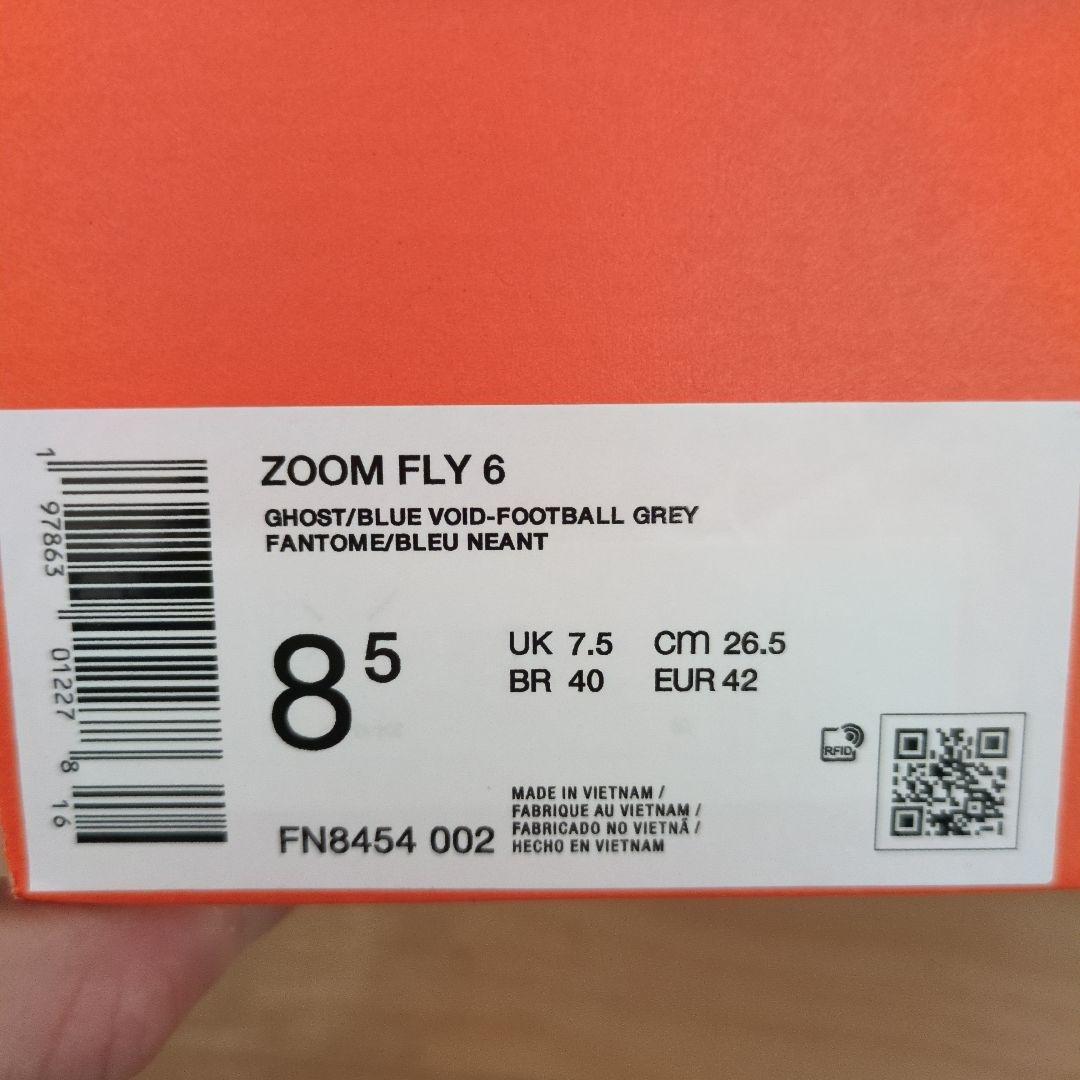 ZOOM FLY 6
GHOST/BLUE VOID-FOOTBALL GREY
FANTOME/BLEU NEANT
8 5
UK 7.5 cm 26.5
BR 40 EUR 42
RFID
MADE IN VIETNAM /
FABRIQUE AU VIETNAM /
FABRICADO NO VIETNÃ /
HECHO EN VIETNAM
FN8454 002
1 97863 01227 8 16